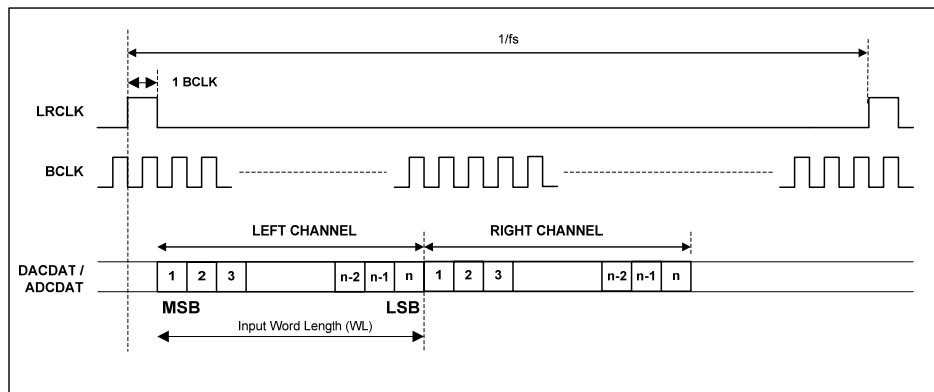 1/fs
1 BCLK
LRCLK
BCLK
LEFT CHANNEL RIGHT CHANNEL
DACDAT /
ADCDAT
1 2 3 n-2 n-1 n 1 2 3 n-2 n-1 n
MSB LSB
Input Word Length (WL)